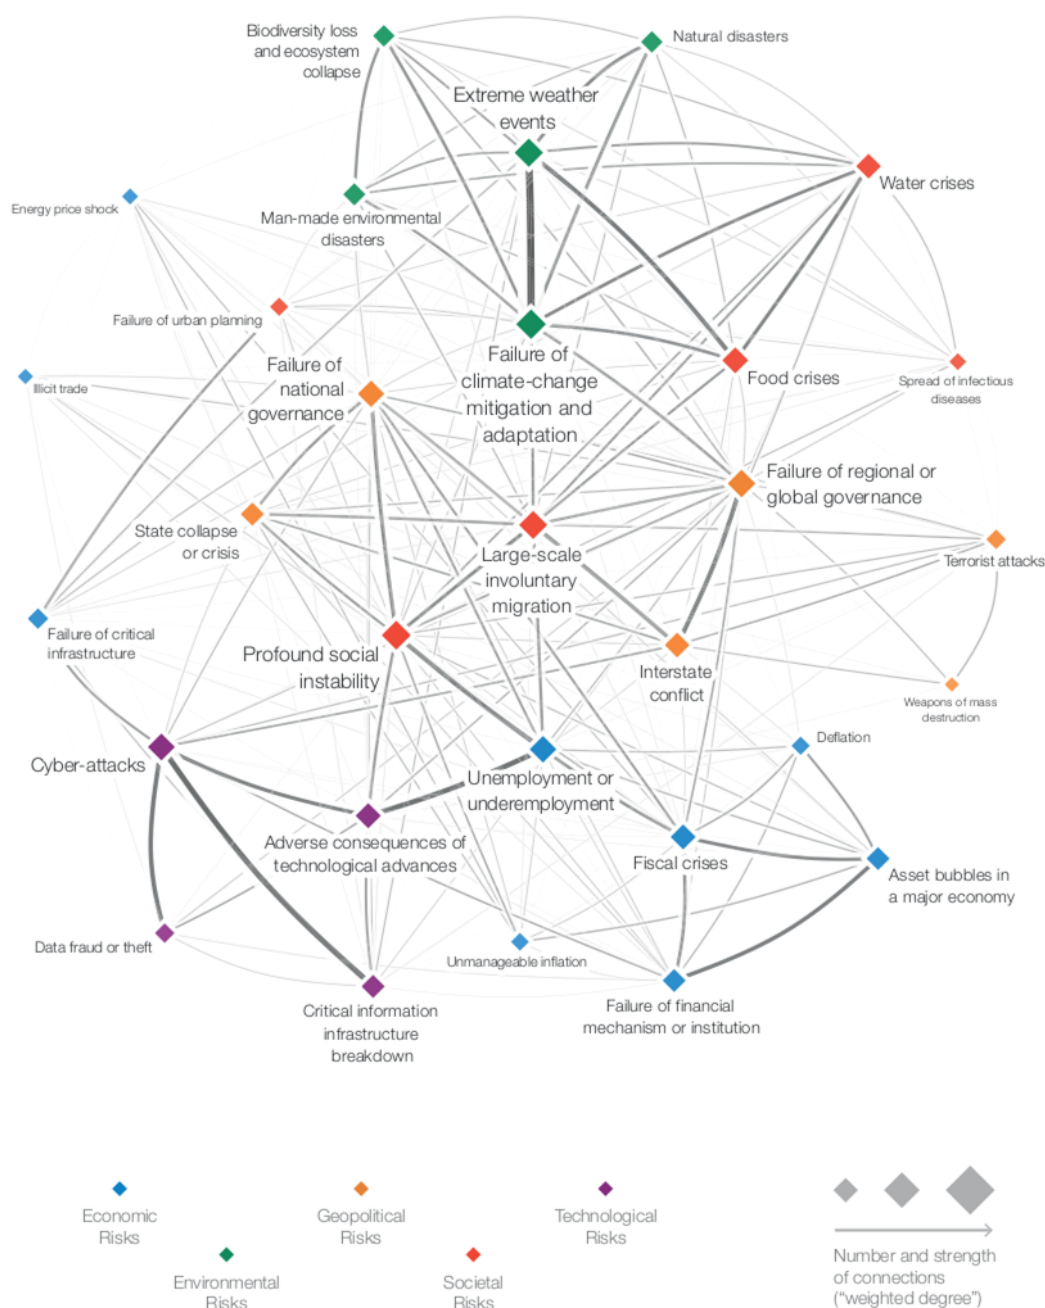 Biodiversity loss
and ecosystem
collapse
Natural disasters
Extreme weather
events
Water crises
Energy price shock
Man-made environmental
disasters
Failure of urban planning
Failure of
national
governance
Failure of
climate-change
mitigation and
adaptation
Food crises
Spread of infectious
diseases
Illicit trade
Failure of regional or
global governance
State collapse
or crisis
Large-scale
involuntary
migration
Terrorist attacks
Failure of critical
infrastructure
Profound social
instability
Interstate
conflict
Weapons of mass
destruction
Deflation
Cyber-attacks
Unemployment or
underemployment
Adverse consequences of
technological advances
Fiscal crises
Asset bubbles in
a major economy
Data fraud or theft
Unmanageable inflation
Critical information
infrastructure
breakdown
Failure of financial
mechanism or institution
Economic
Risks
Geopolitical
Risks
Technological
Risks
Environmental
Risks
Societal
Risks
Number and strength
of connections
("weighted degree")